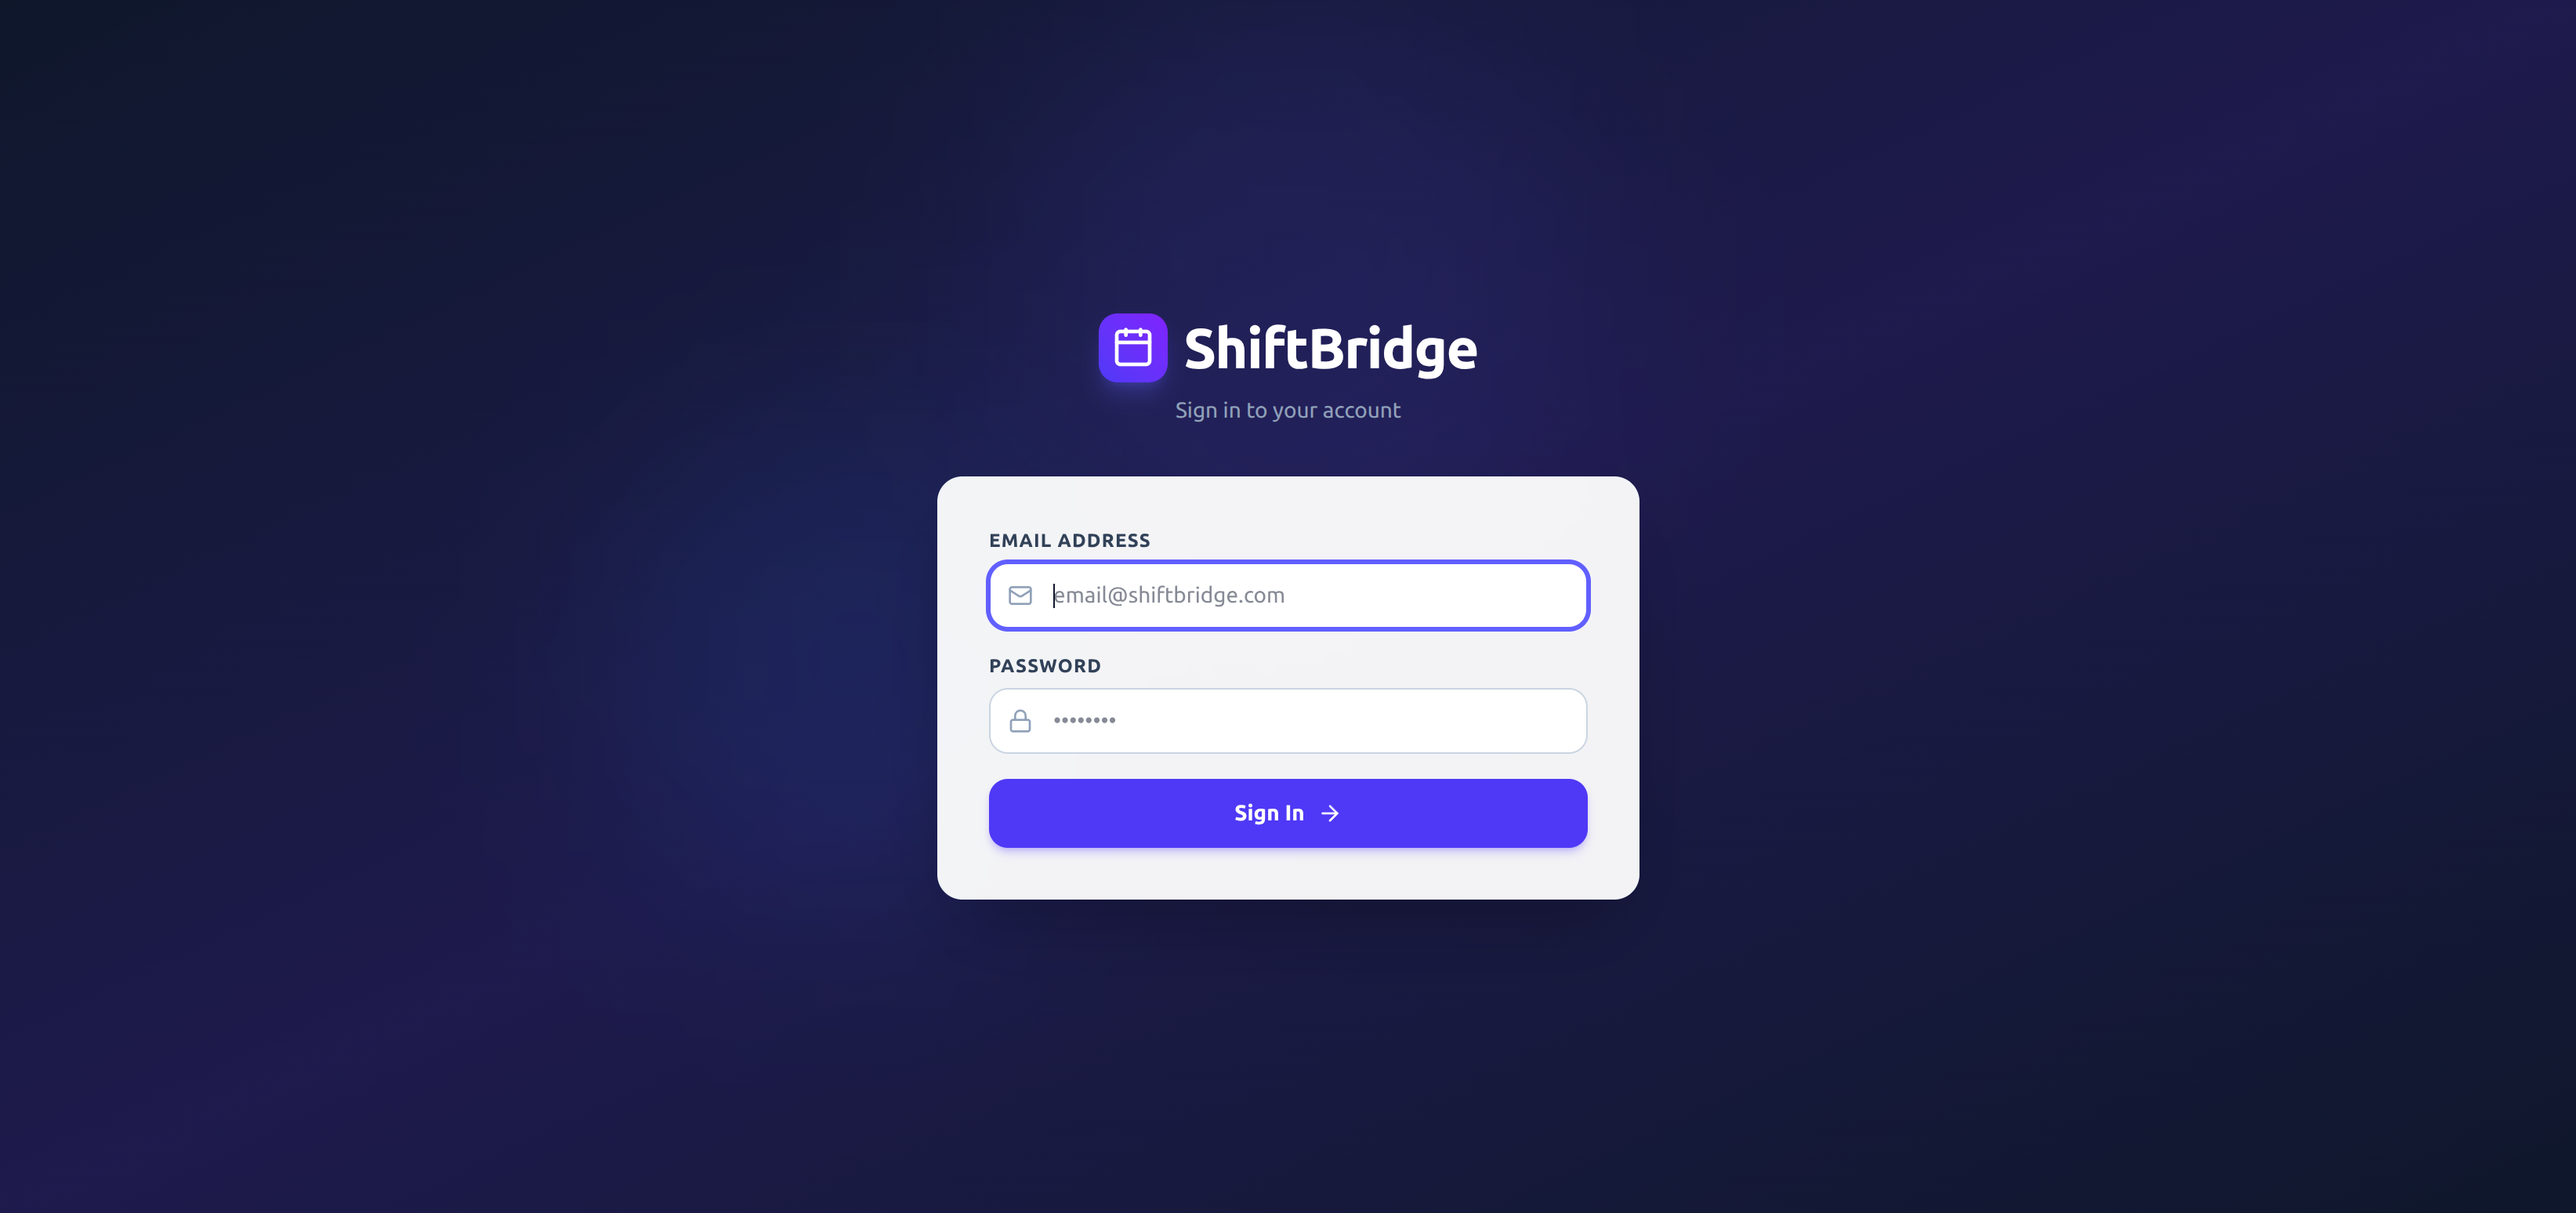 ShiftBridge
Sign in to your account
EMAIL ADDRESS
email@shiftbridge.com
PASSWORD
••••••••
Sign In →